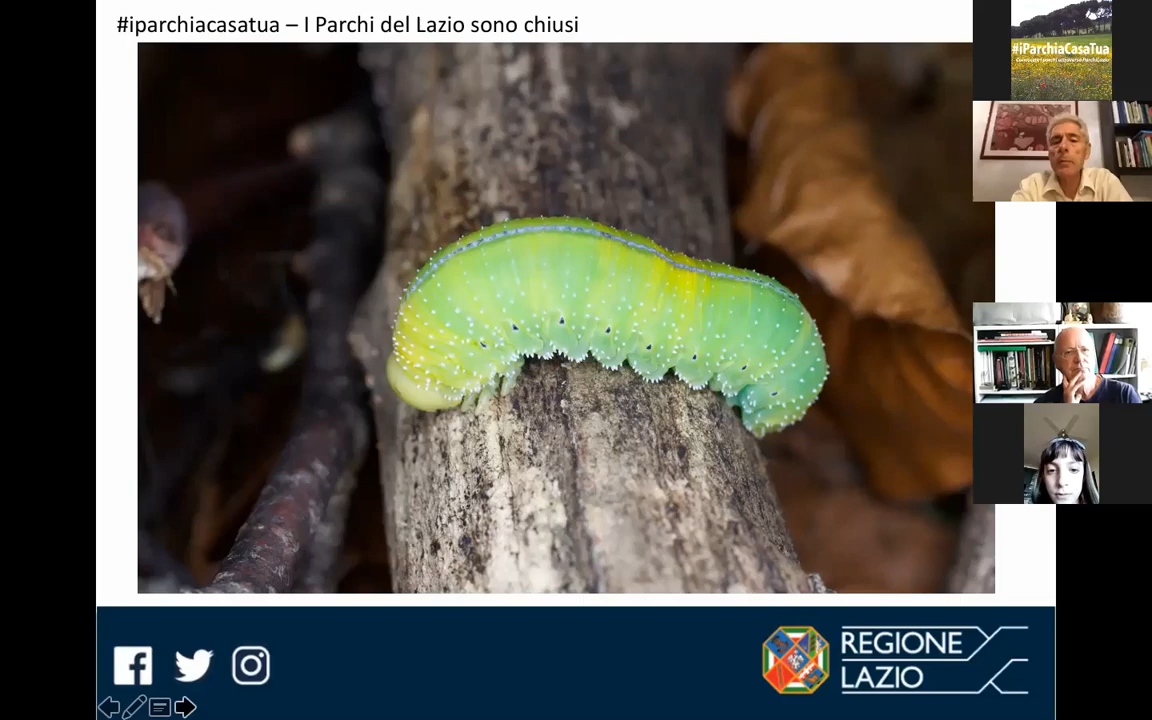 #iparchiacasatua – I Parchi del Lazio sono chiusi
#iParchiaCasaTua
REGIONE
LAZIO